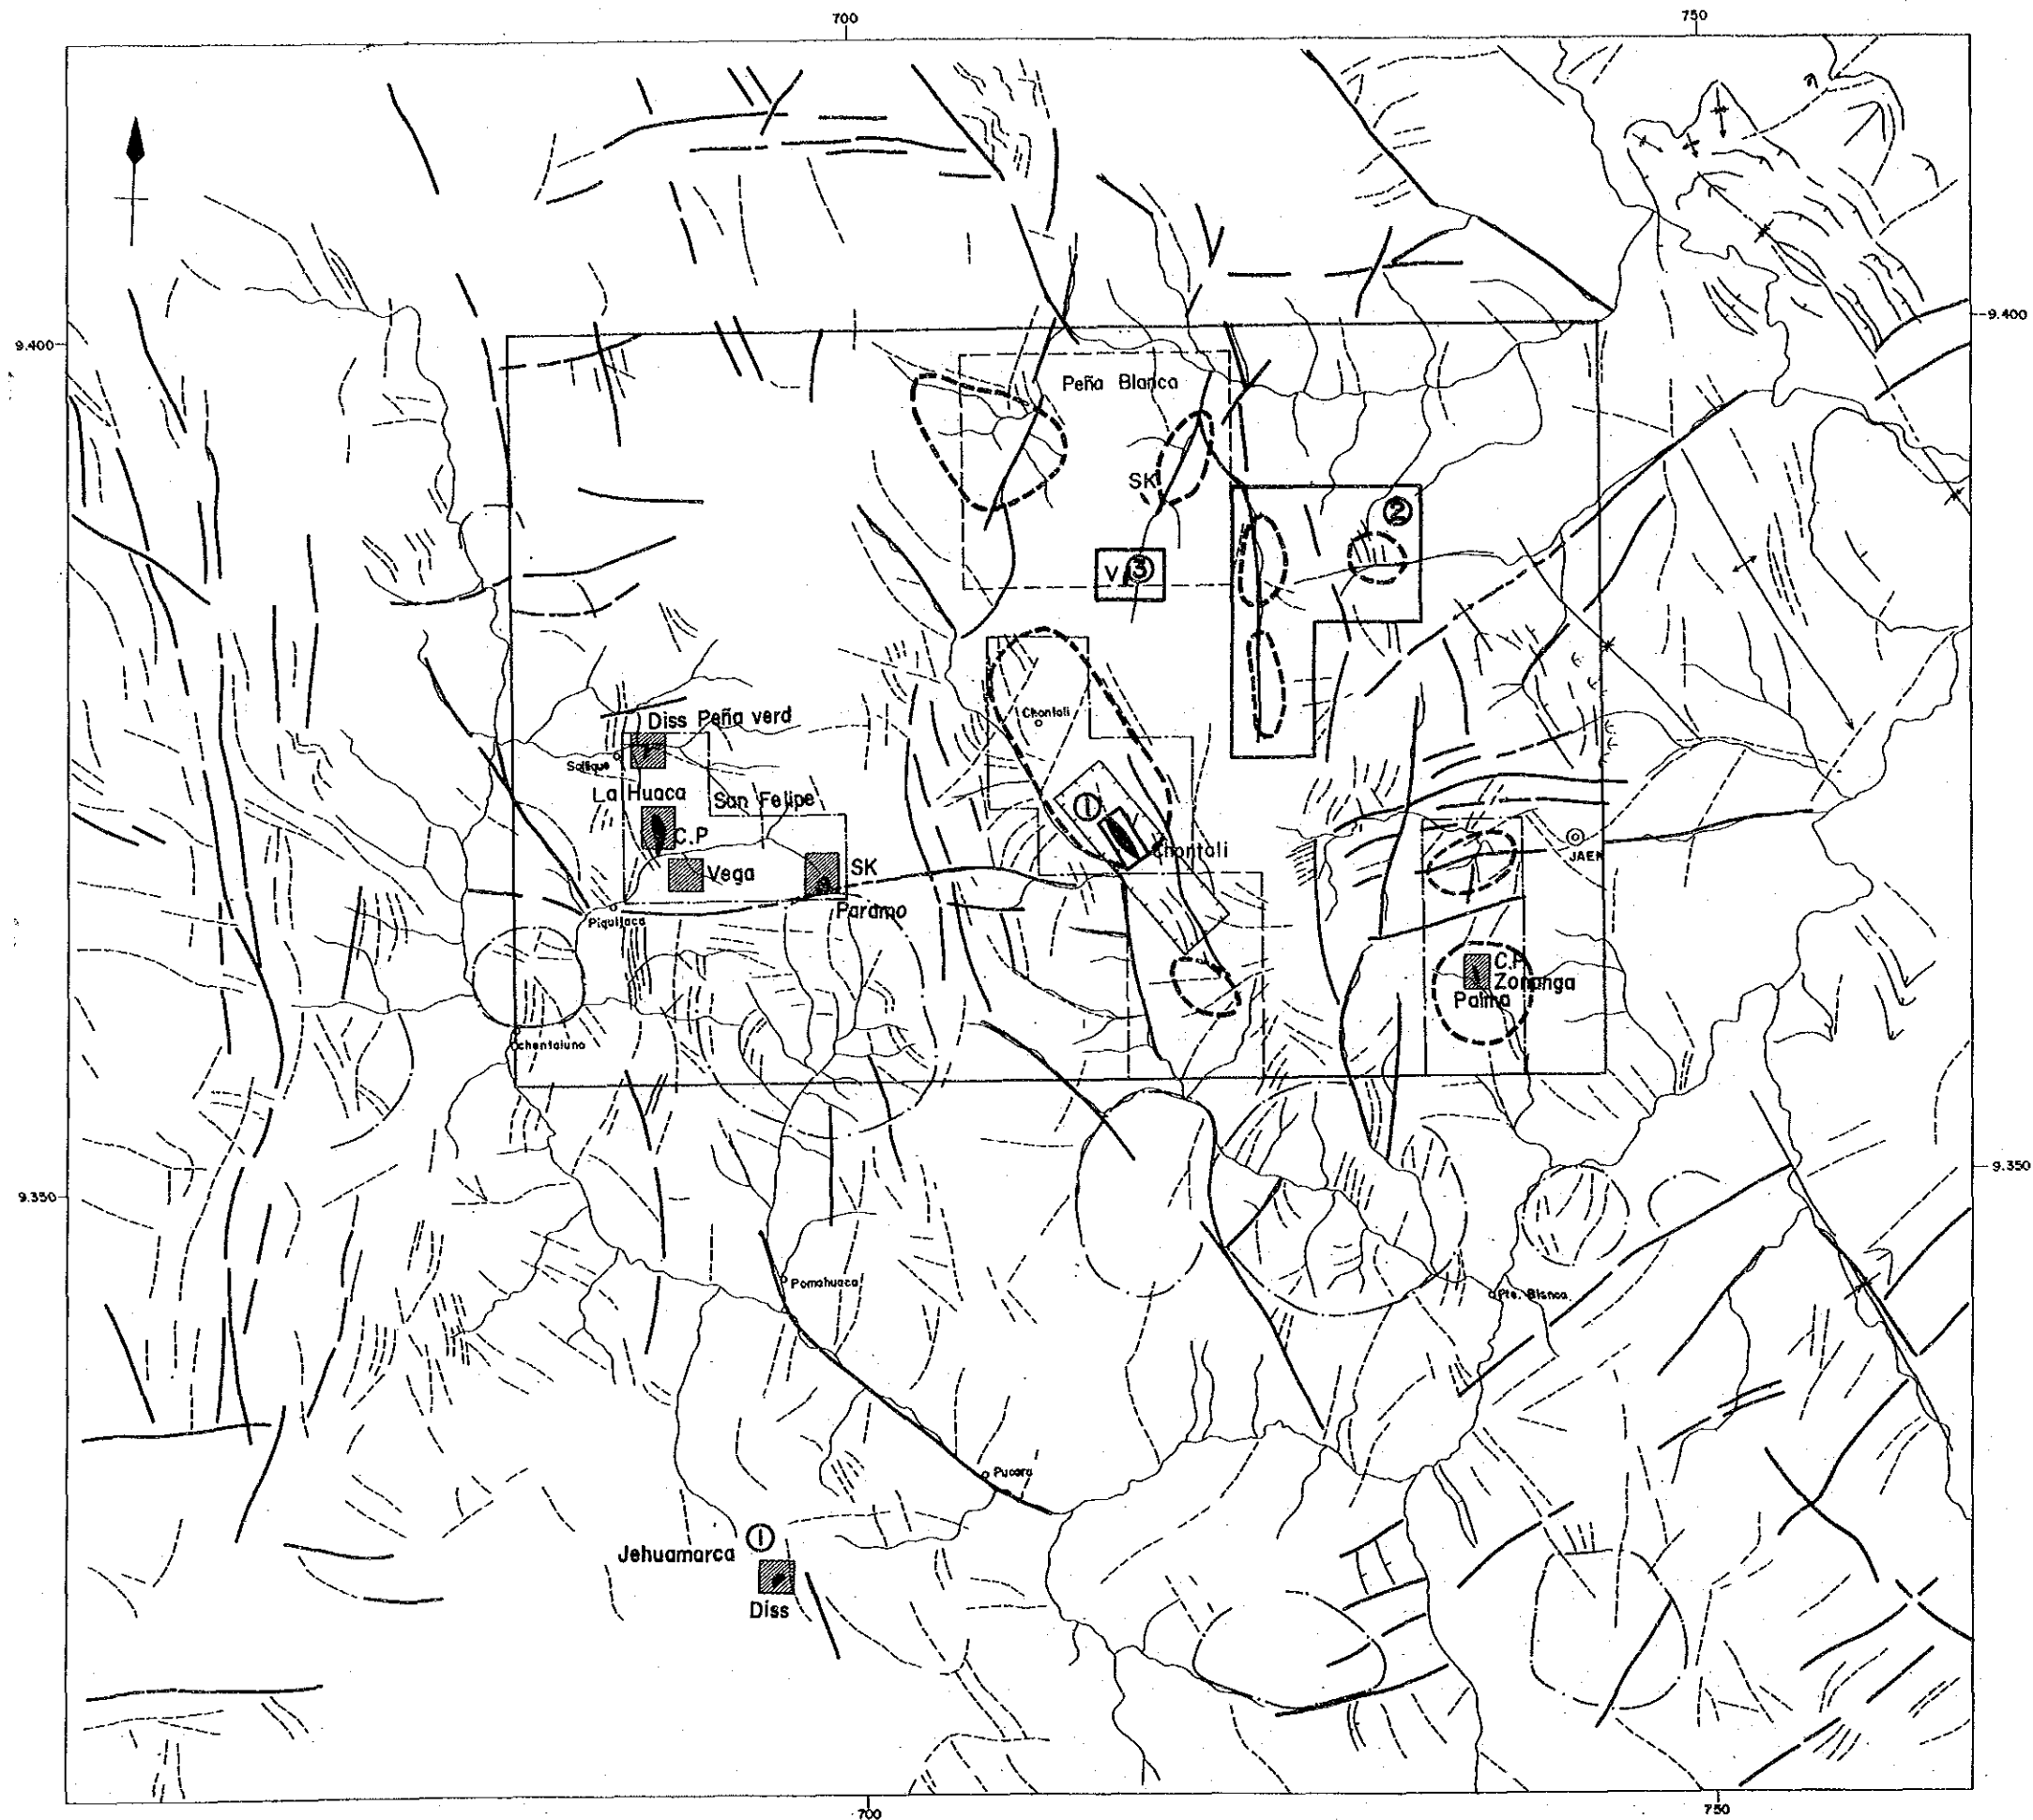 700
750
9.400
9.400
Peña Blanca
SK
②
V
③
Chontali
Diss Peña verd
Sallique
La Huaca
San Felipe
①
C.P
Chontali
JAEN
Vega
SK
Paramo
Piquijaca
C.P.
Zonanga
Palma
chontaluna
9.350
9.350
Pomahuaca
Pte. Blanca
Pucara
①
Jehuamarca
Diss
700
750